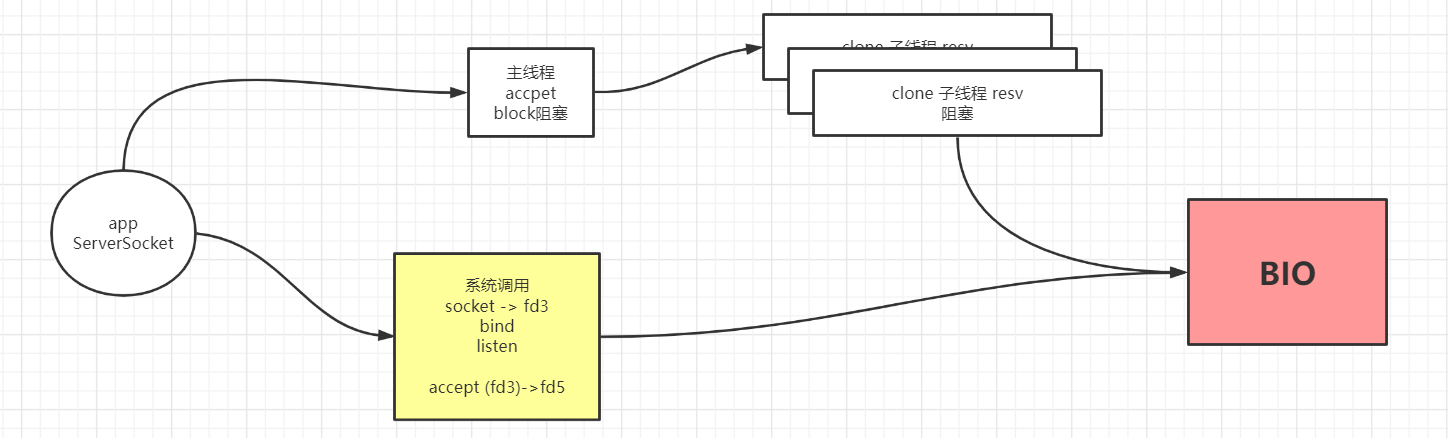 clone 子线程 resv
主线程
accpet
block阻塞
clone 子线程 resv
阻塞
app
ServerSocket
系统调用
socket -> fd3
bind
listen
accept (fd3)->fd5
BIO